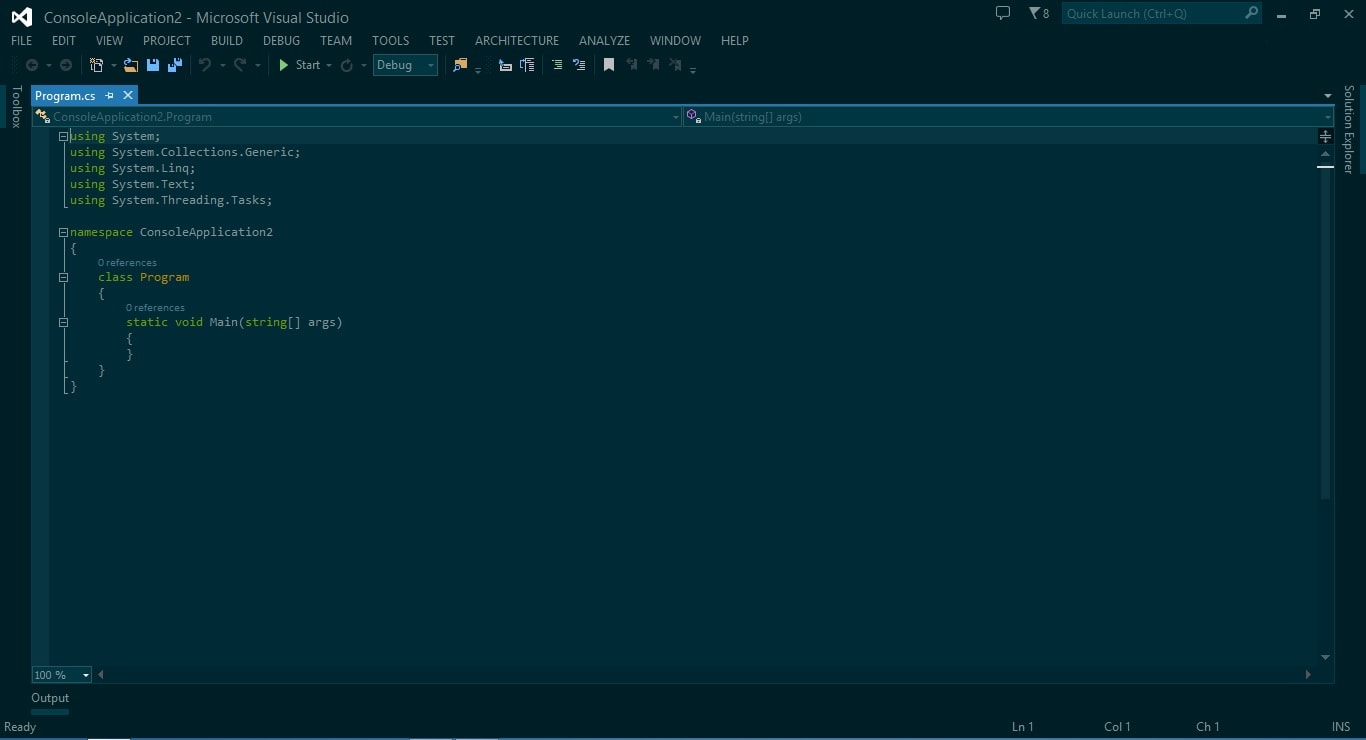 ConsoleApplication2 - Microsoft Visual Studio
8
Quick Launch (Ctrl+Q)
FILE EDIT VIEW PROJECT BUILD DEBUG TEAM TOOLS TEST ARCHITECTURE ANALYZE WINDOW HELP
Start Debug
Toolbox
Program.cs
Solution Explorer
ConsoleApplication2.Program
Main(string[] args)
using System;
using System.Collections.Generic;
using System.Linq;
using System.Text;
using System.Threading.Tasks;
namespace ConsoleApplication2
{
0 references
class Program
{
0 references
static void Main(string[] args)
{
}
}
}
100 %
Output
Ready Ln 1 Col 1 Ch 1 INS